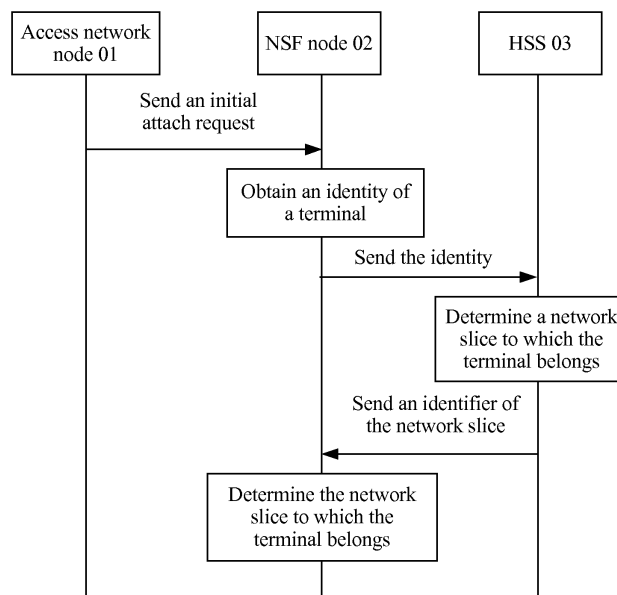 Access network
node 01
NSF node 02
HSS 03
Send an initial
attach request
Obtain an identity of
a terminal
Send the identity
Determine a network
slice to which the
terminal belongs
Send an identifier of
the network slice
Determine the network
slice to which the
terminal belongs